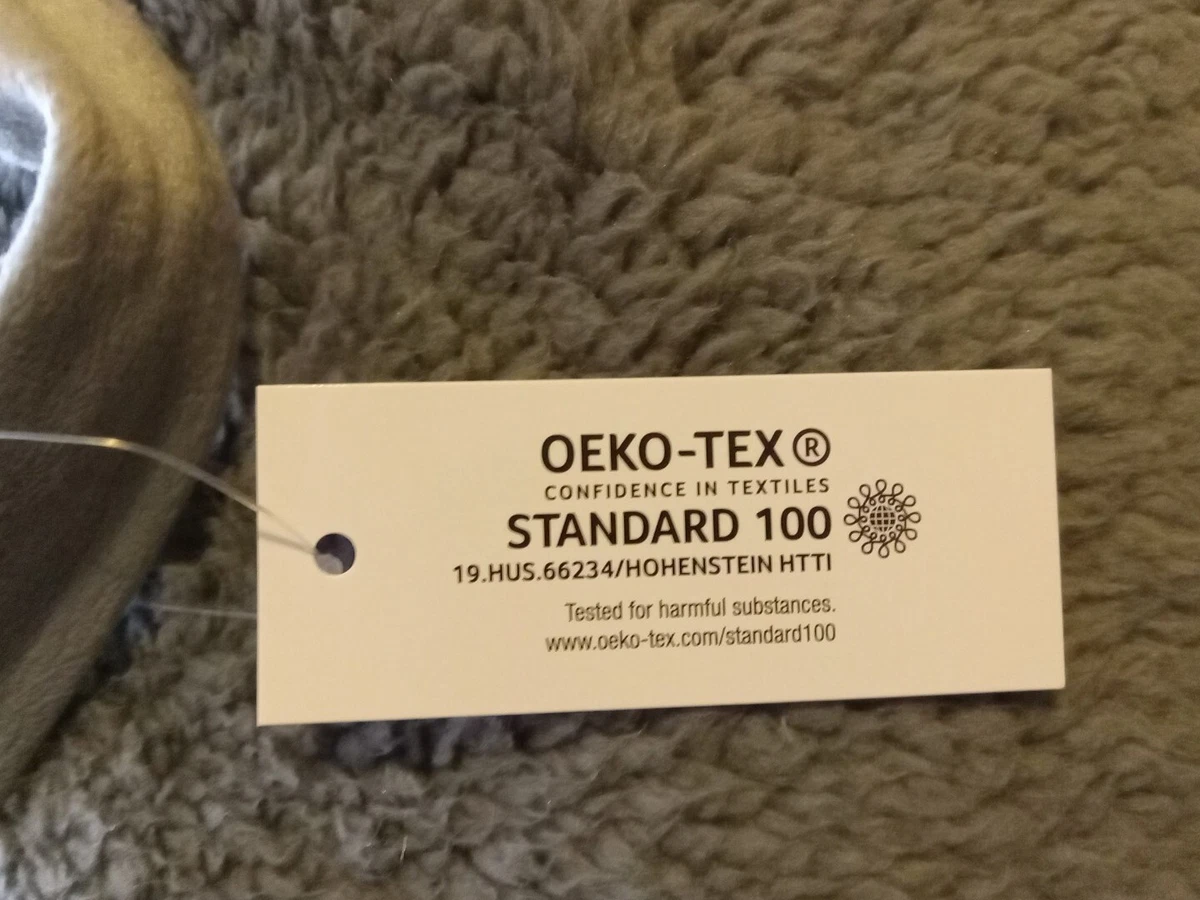 OEKO-TEX®
CONFIDENCE IN TEXTILES
STANDARD 100
19.HUS.66234/HOHENSTEIN HTTI
Tested for harmful substances.
www.oeko-tex.com/standard100